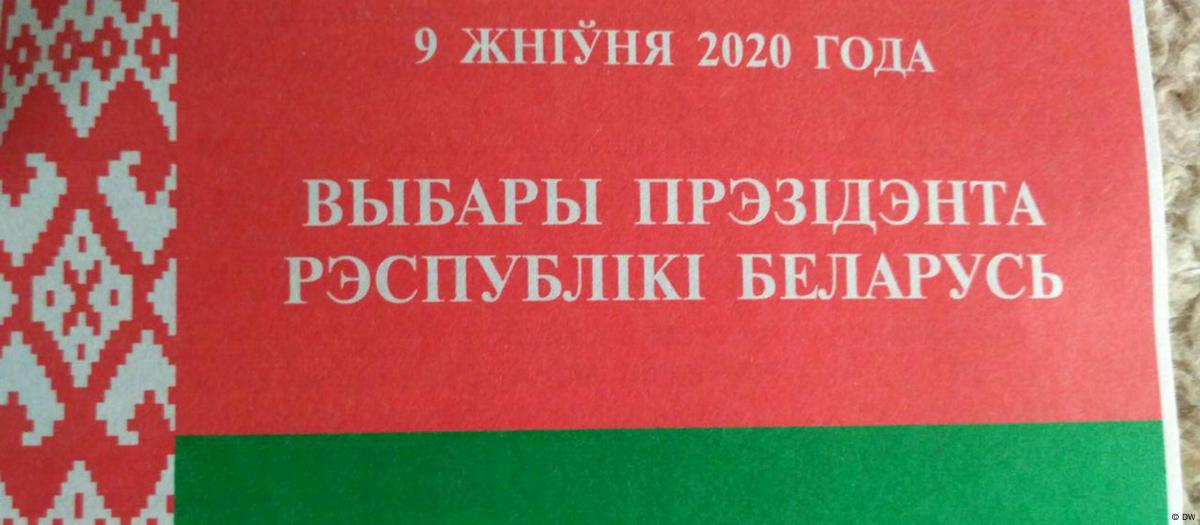 9 ЖНІЎНЯ 2020 ГОДА
ВЫБАРЫ ПРЭЗІДЭНТА
РЭСПУБЛІКІ БЕЛАРУСЬ
© DW